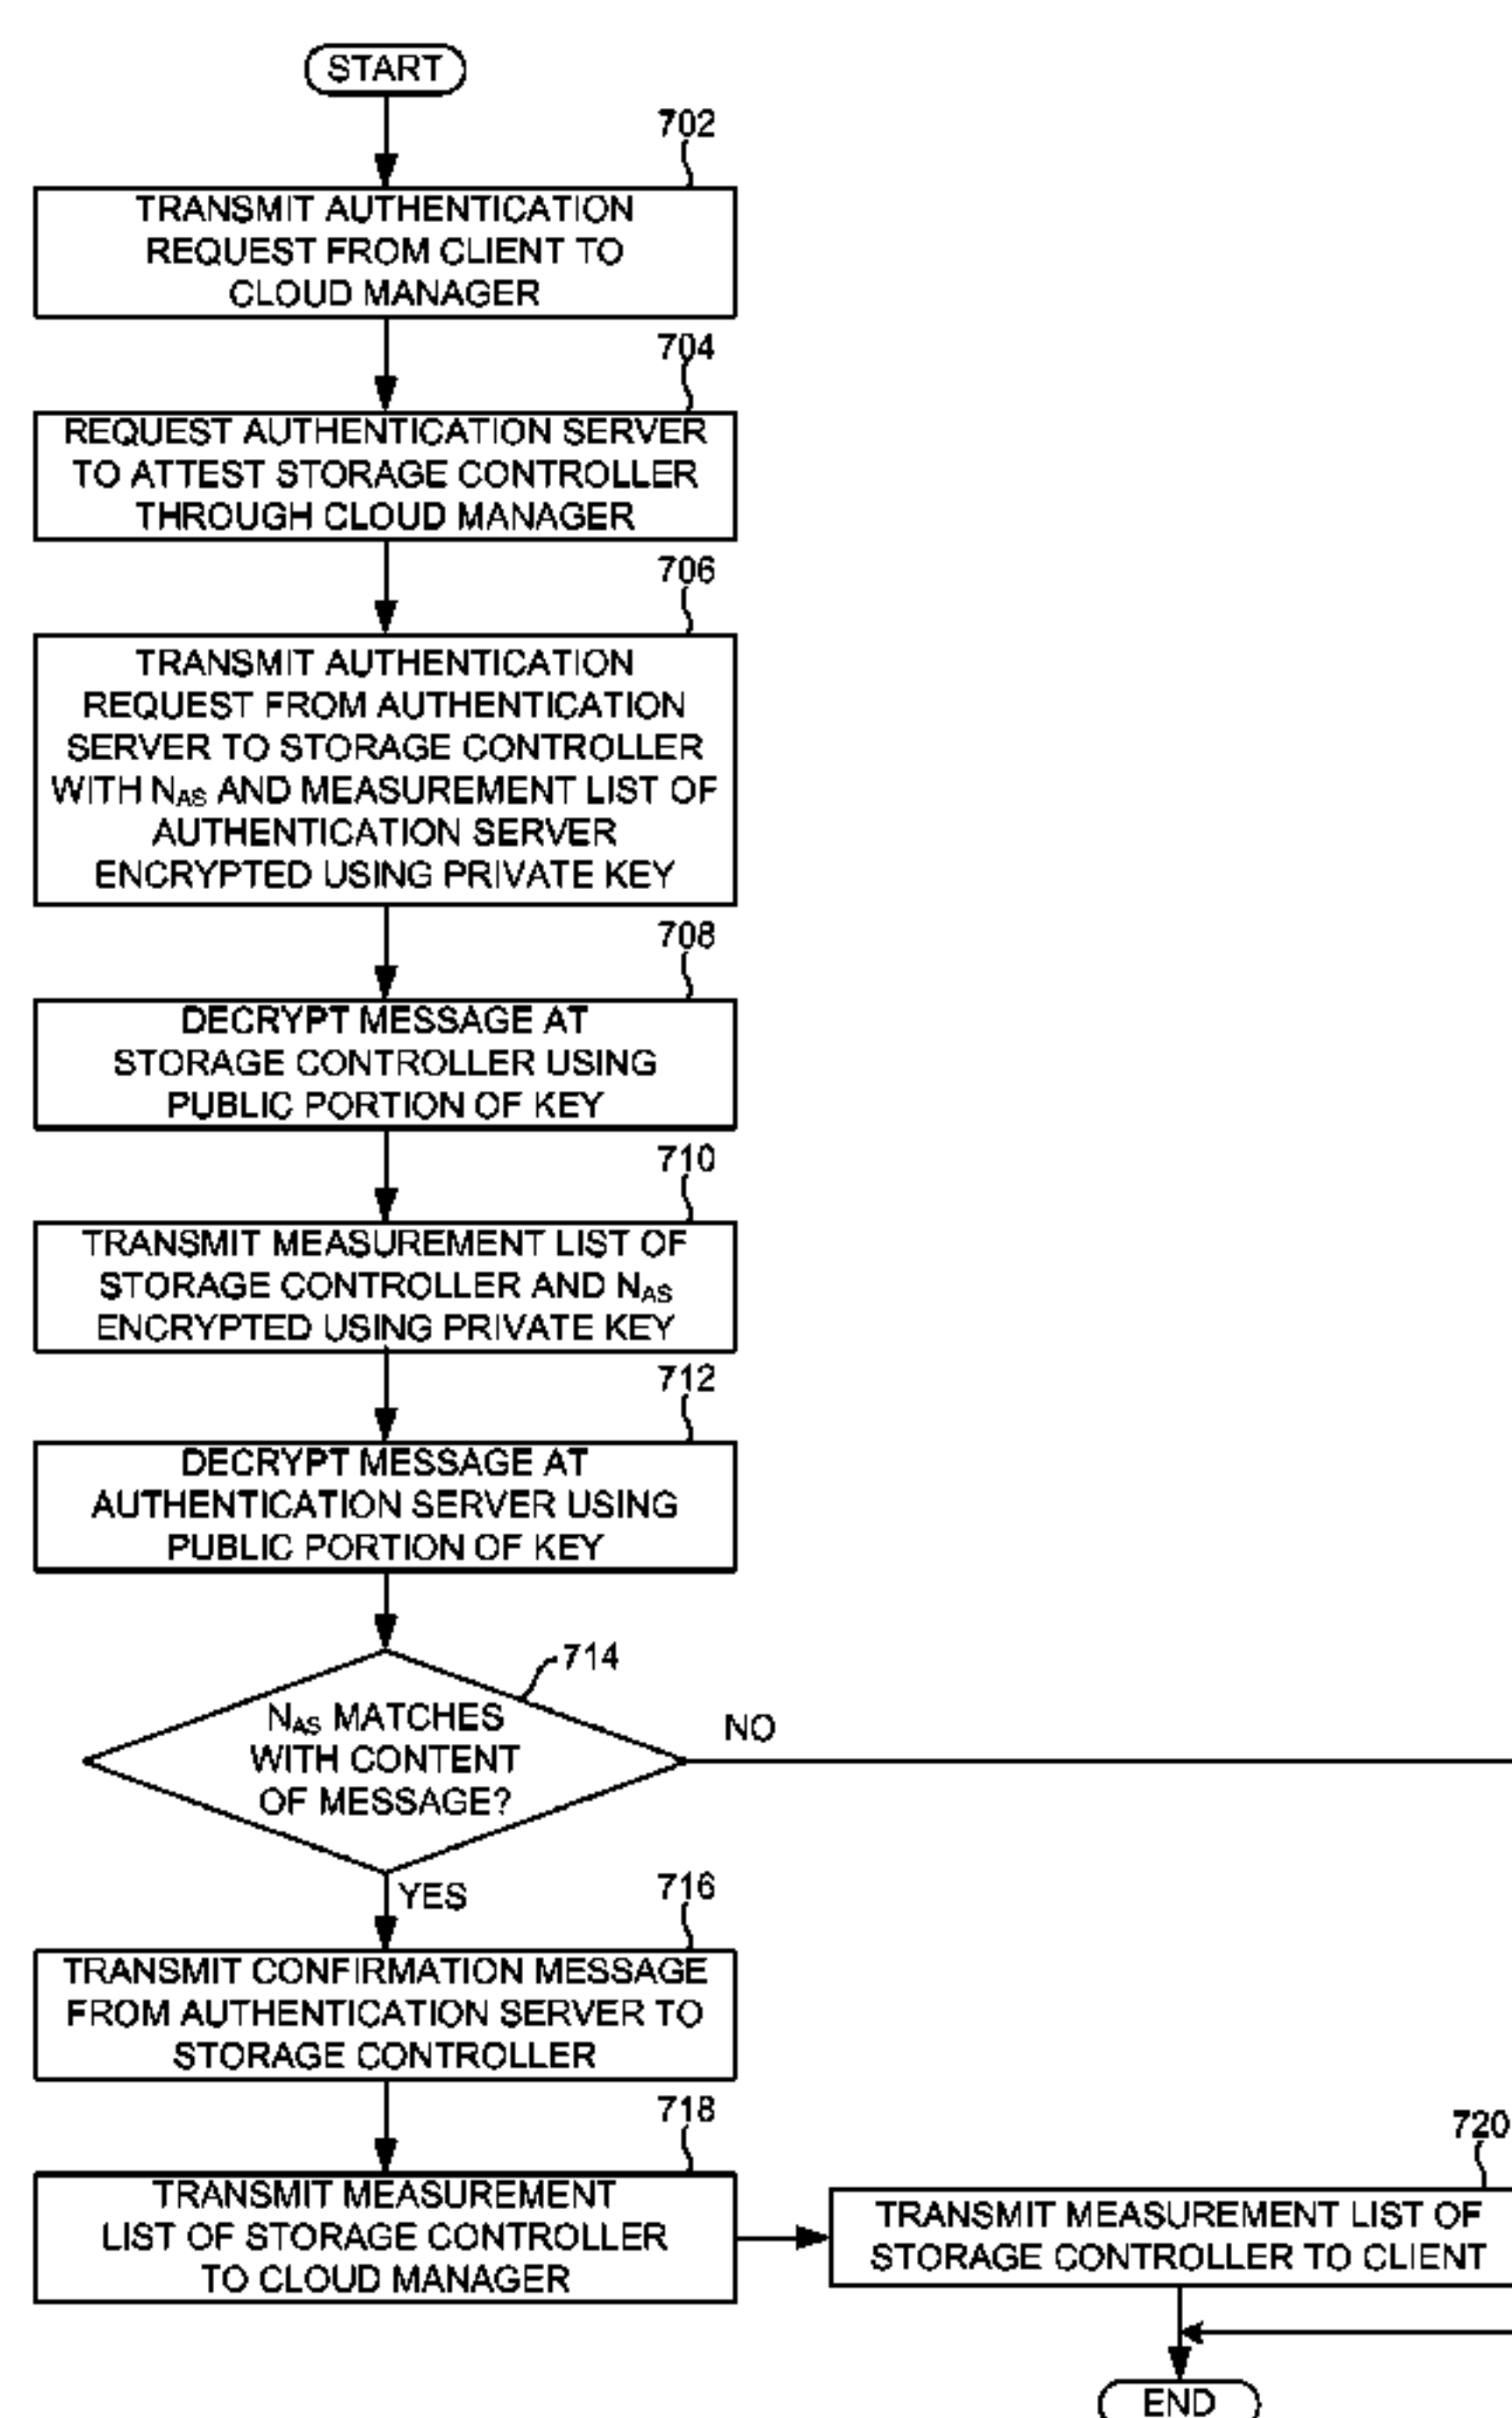 START
702
TRANSMIT AUTHENTICATION
REQUEST FROM CLIENT TO
CLOUD MANAGER
704
REQUEST AUTHENTICATION SERVER
TO ATTEST STORAGE CONTROLLER
THROUGH CLOUD MANAGER
706
TRANSMIT AUTHENTICATION
REQUEST FROM AUTHENTICATION
SERVER TO STORAGE CONTROLLER
WITH NAS AND MEASUREMENT LIST OF
AUTHENTICATION SERVER
ENCRYPTED USING PRIVATE KEY
708
DECRYPT MESSAGE AT
STORAGE CONTROLLER USING
PUBLIC PORTION OF KEY
710
TRANSMIT MEASUREMENT LIST OF
STORAGE CONTROLLER AND NAS
ENCRYPTED USING PRIVATE KEY
712
DECRYPT MESSAGE AT
AUTHENTICATION SERVER USING
PUBLIC PORTION OF KEY
714
NAS MATCHES
WITH CONTENT
OF MESSAGE?
NO
YES
716
TRANSMIT CONFIRMATION MESSAGE
FROM AUTHENTICATION SERVER TO
STORAGE CONTROLLER
718
TRANSMIT MEASUREMENT
LIST OF STORAGE CONTROLLER
TO CLOUD MANAGER
720
TRANSMIT MEASUREMENT LIST OF
STORAGE CONTROLLER TO CLIENT
END